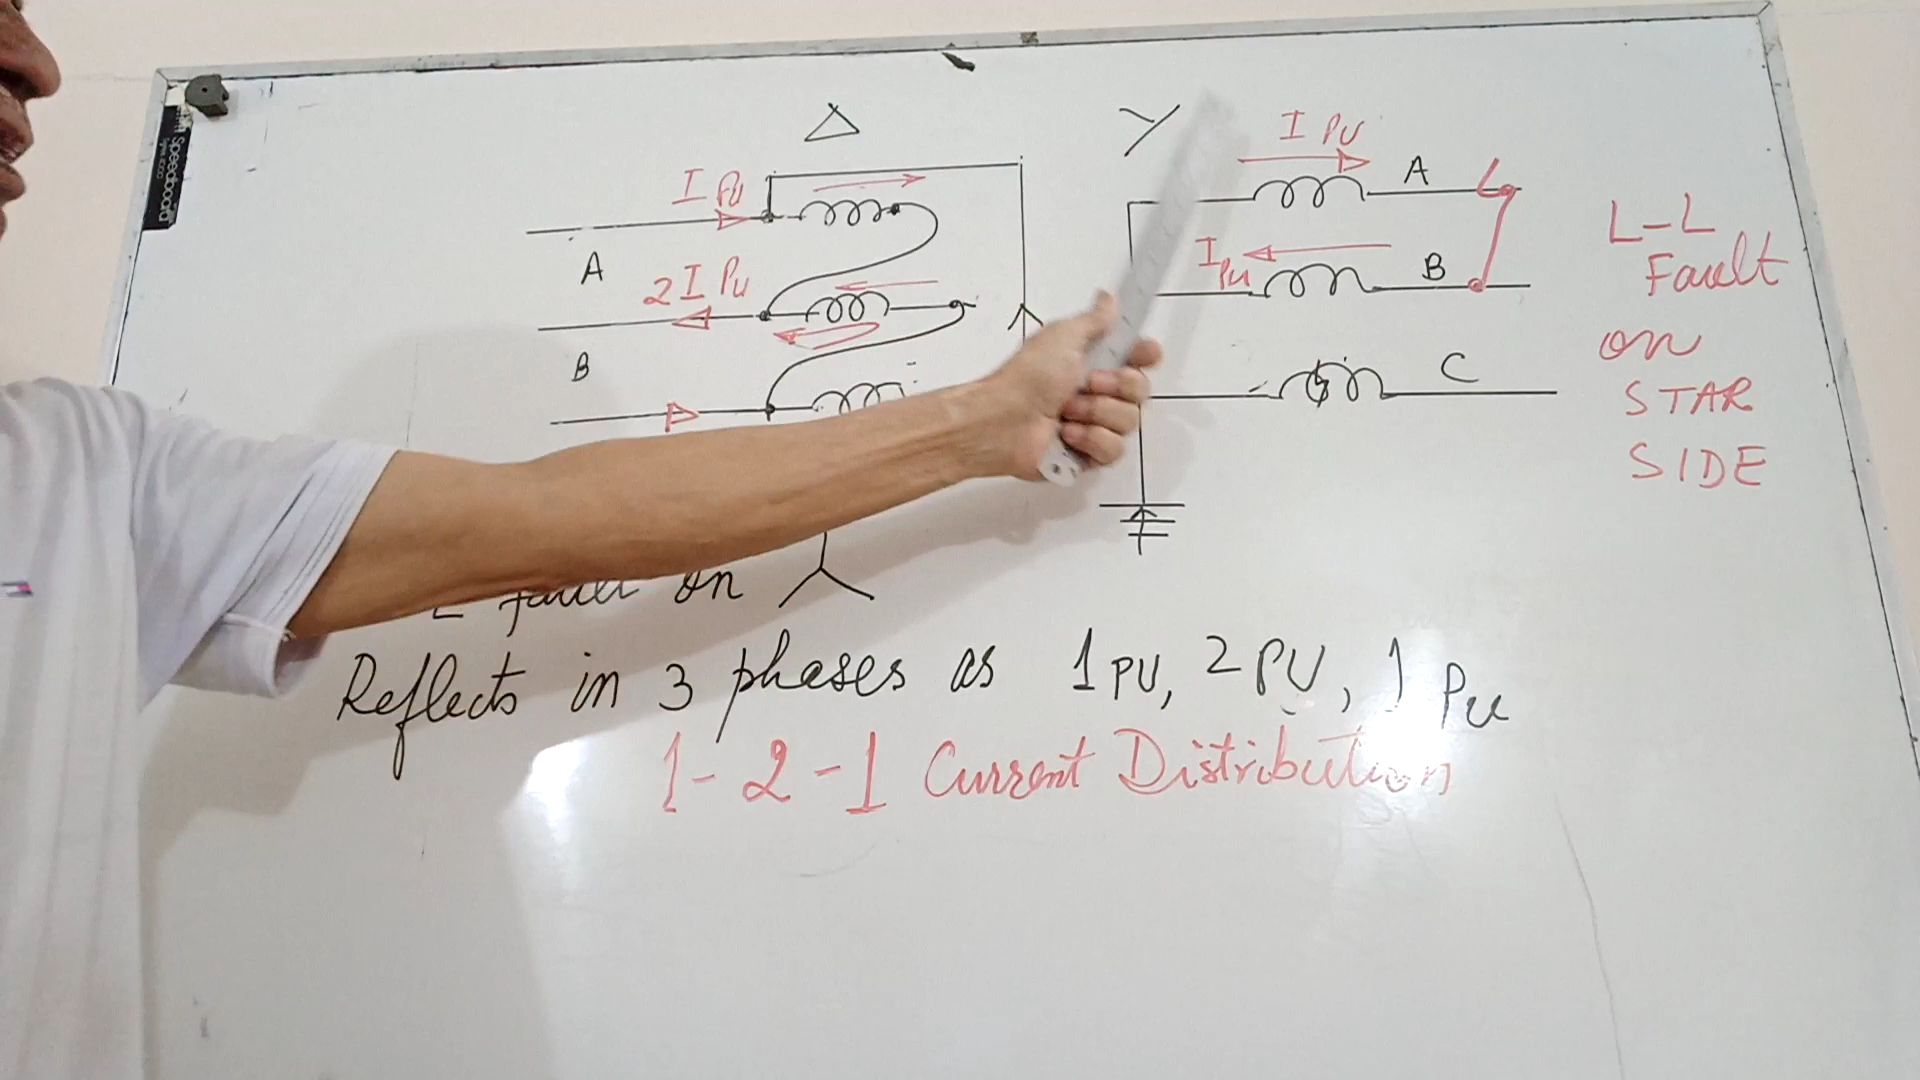 Speedboard
Δ
Y
I PU
I PU
A
L-L
Fault
A
2 I PU
I PU
B
on
B
C
STAR
SIDE
fault on
Reflects in 3 phases as 1 PU, 2 PU, 1 Pu
1-2-1 Current Distribution